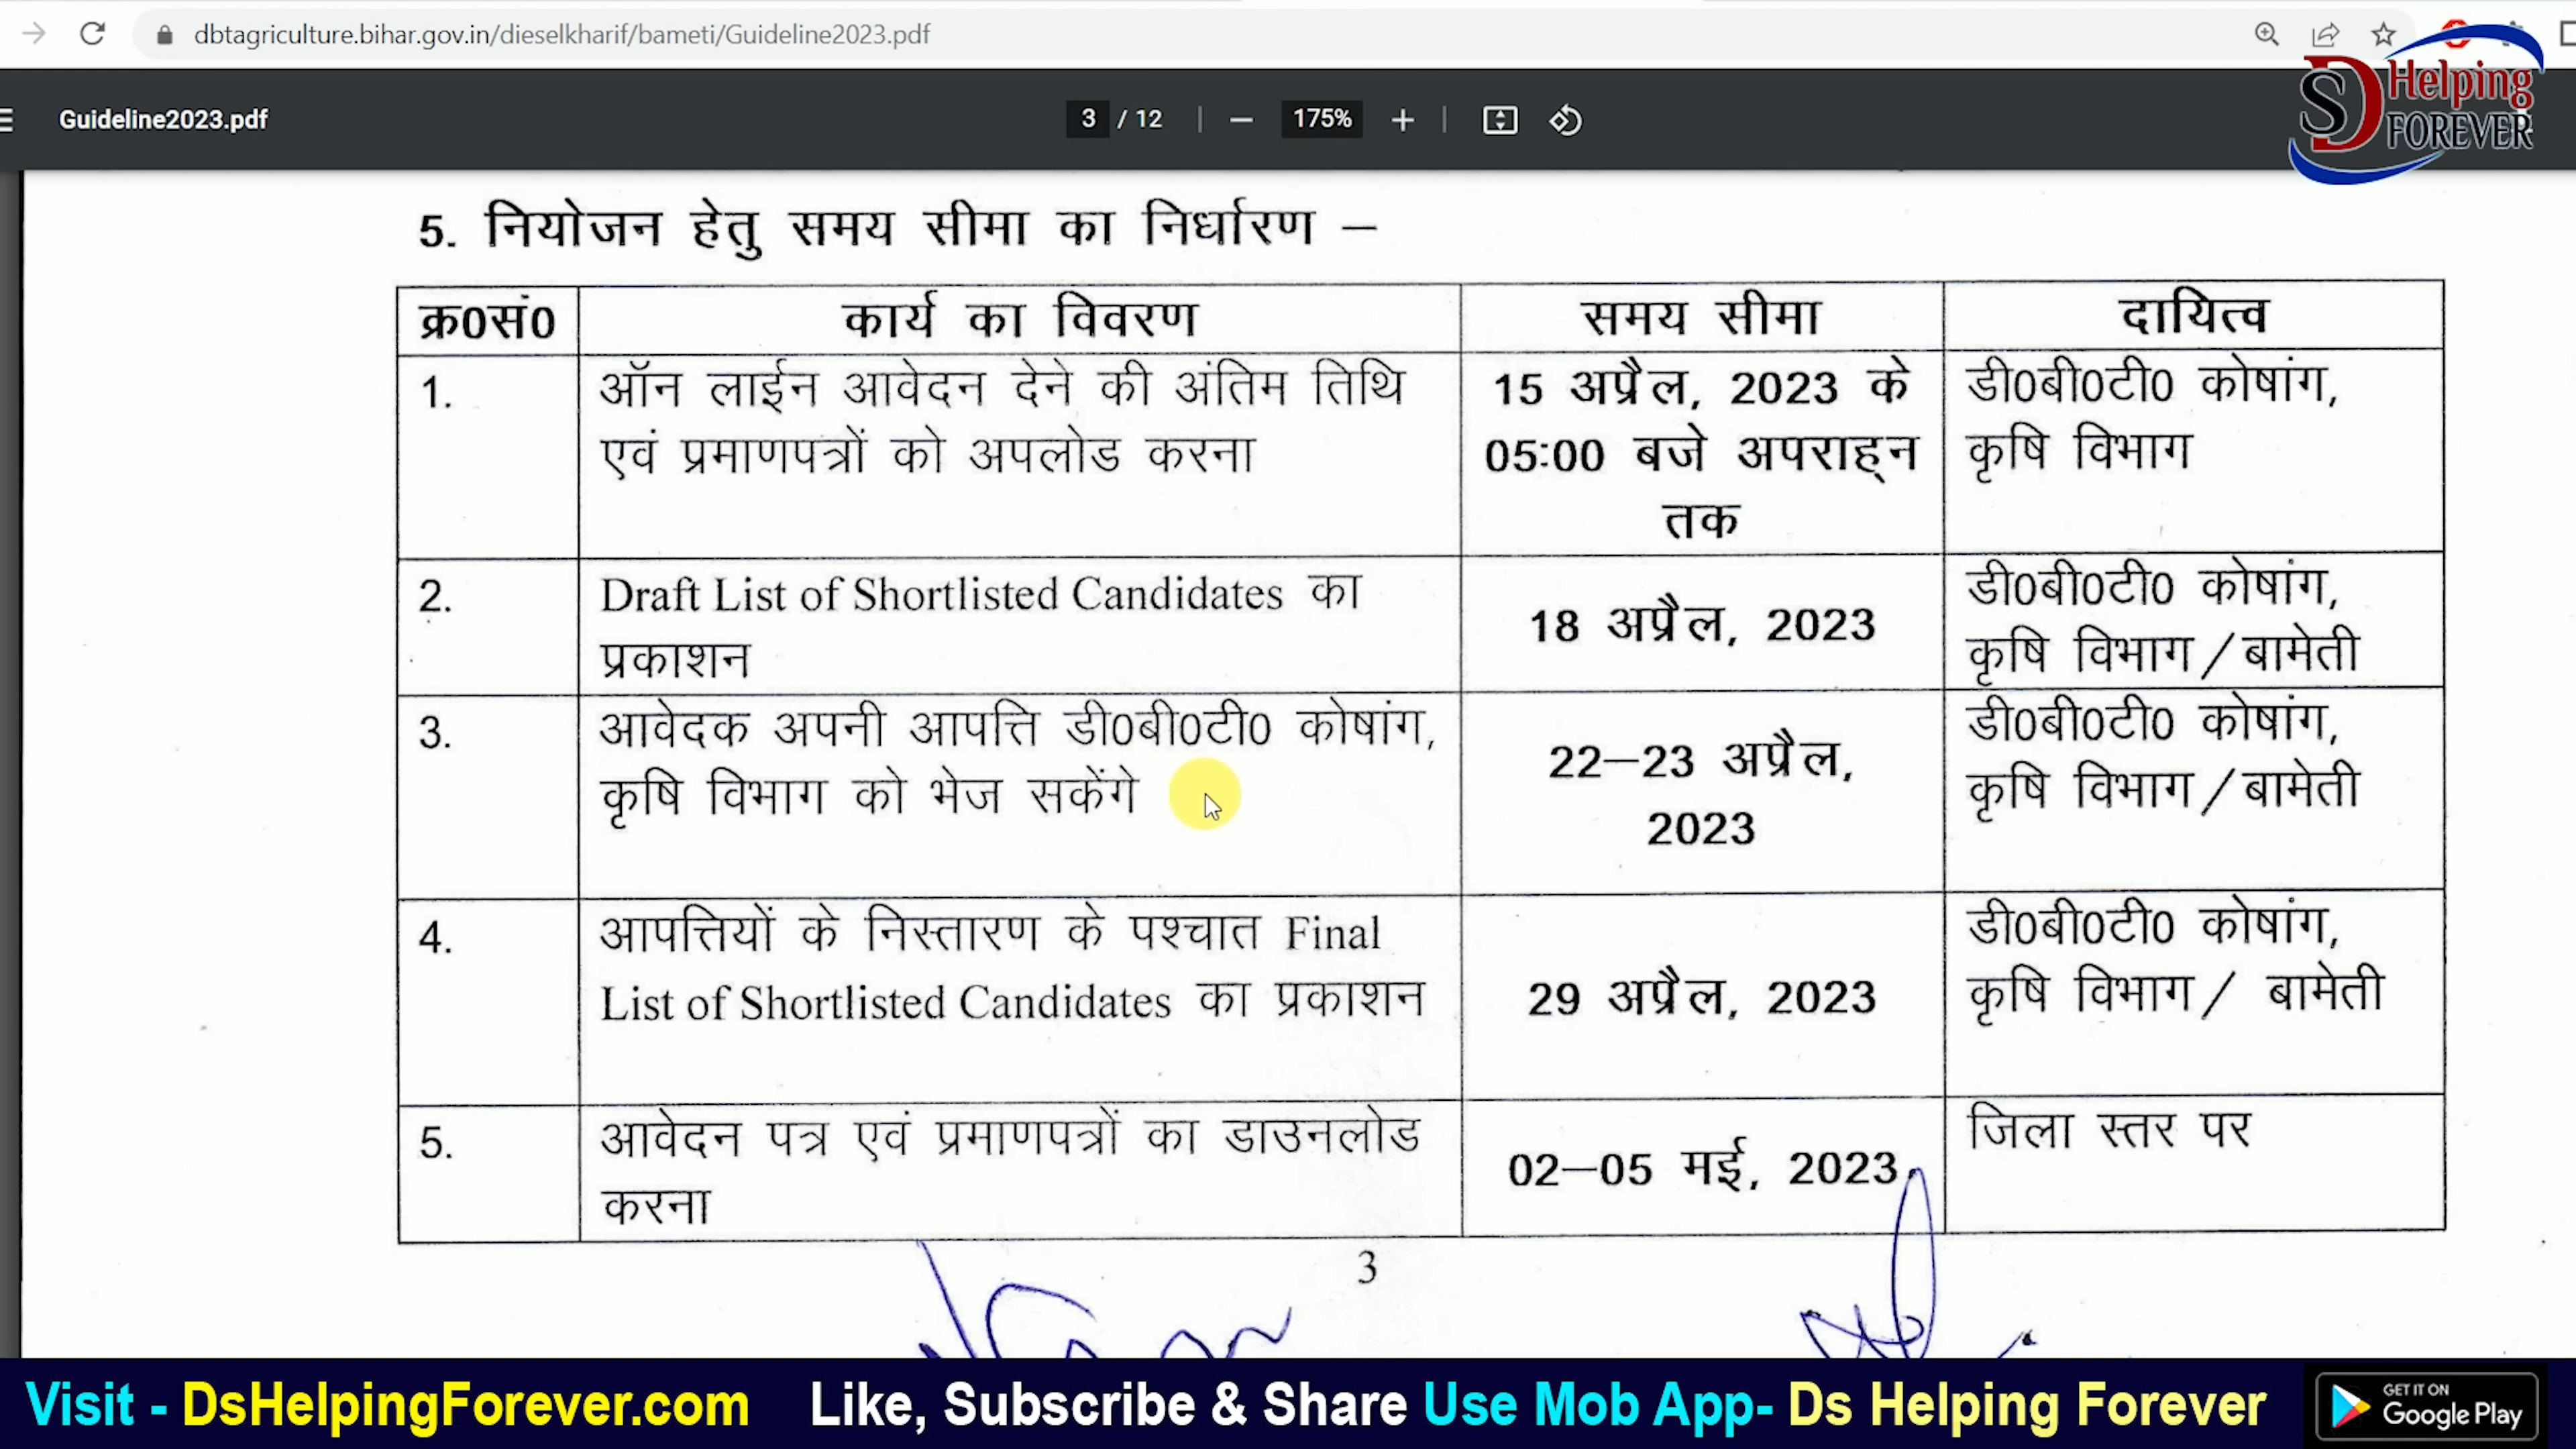 dbtagriculture.bihar.gov.in/dieselkharif/bameti/Guideline2023.pdf
SD Helping
FOREVER
Guideline2023.pdf
3 / 12
175%
5. नियोजन हेतु समय सीमा का निर्धारण –
क्र0सं0
कार्य का विवरण
समय सीमा
दायित्व
1.
ऑन लाईन आवेदन देने की अंतिम तिथि
एवं प्रमाणपत्रों को अपलोड करना
15 अप्रैल, 2023 के
05:00 बजे अपराह्न
तक
डी0बी0टी0 कोषांग,
कृषि विभाग
2.
Draft List of Shortlisted Candidates का
प्रकाशन
18 अप्रैल, 2023
डी0बी0टी0 कोषांग,
कृषि विभाग/बामेती
3.
आवेदक अपनी आपत्ति डी0बी0टी0 कोषांग,
कृषि विभाग को भेज सकेंगे
22–23 अप्रैल,
2023
डी0बी0टी0 कोषांग,
कृषि विभाग/बामेती
4.
आपत्तियों के निस्तारण के पश्चात Final
List of Shortlisted Candidates का प्रकाशन
29 अप्रैल, 2023
डी0बी0टी0 कोषांग,
कृषि विभाग/ बामेती
5.
आवेदन पत्र एवं प्रमाणपत्रों का डाउनलोड
करना
02–05 मई, 2023
जिला स्तर पर
3
Visit - DsHelpingForever.com Like, Subscribe & Share Use Mob App- Ds Helping Forever
GET IT ON
Google Play